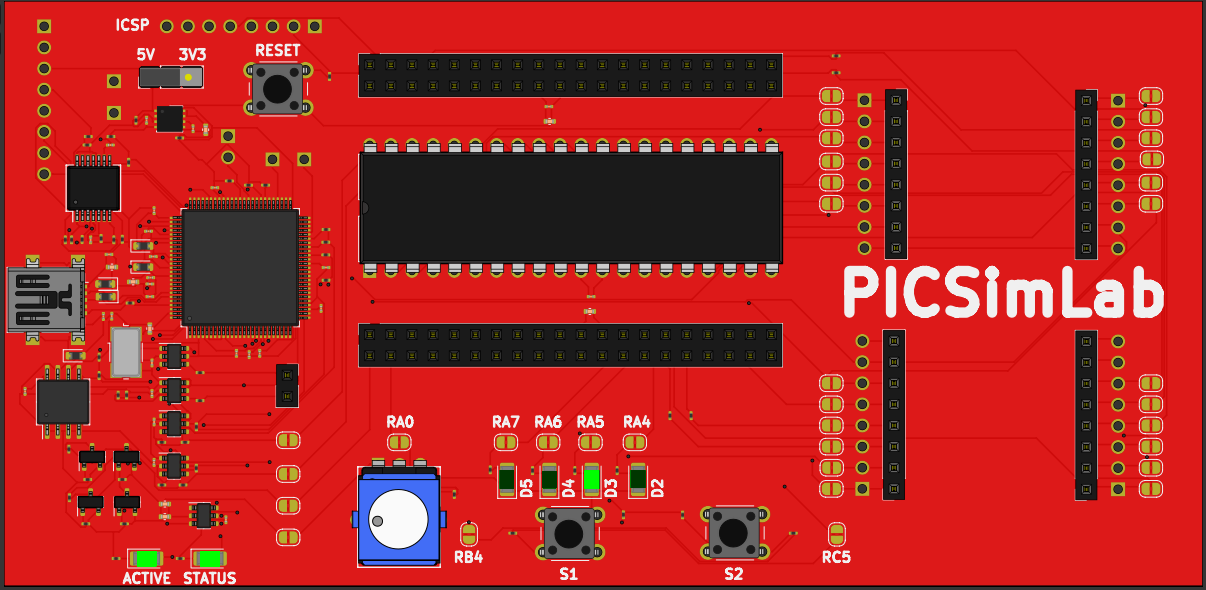 ICSP
5V 3V3
RESET
PICSimLab
RA0 RA7 RA6 RA5 RA4
D5 D4 D3 D2
RB4 RC5
S1 S2
ACTIVE STATUS